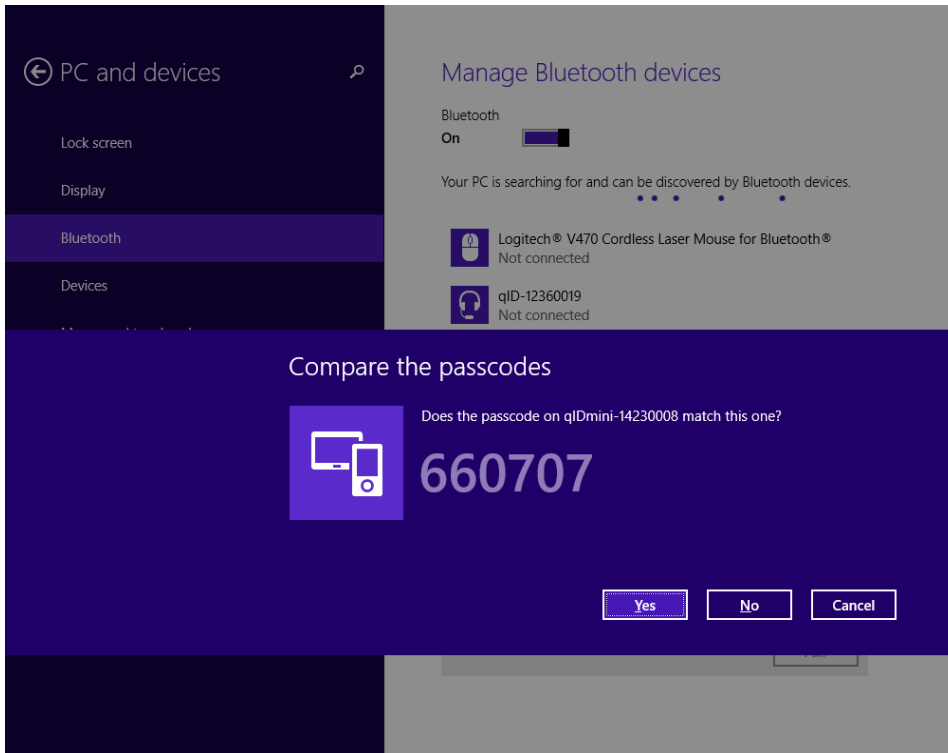 PC and devices
Lock screen
Display
Bluetooth
Devices
Manage Bluetooth devices
Bluetooth
On
Your PC is searching for and can be discovered by Bluetooth devices.
Logitech® V470 Cordless Laser Mouse for Bluetooth®
Not connected
qID-12360019
Not connected
Compare the passcodes
Does the passcode on qIDmini-14230008 match this one?
660707
Yes
No
Cancel